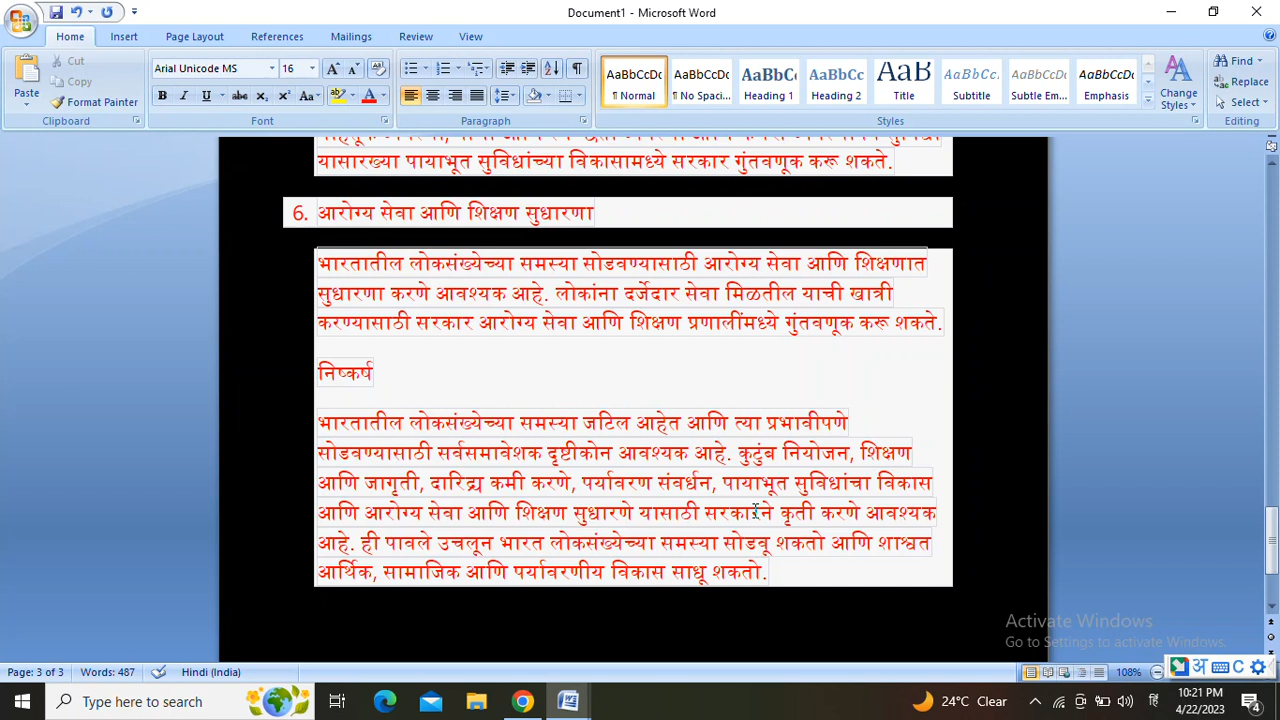 Document1 - Microsoft Word
Home Insert Page Layout References Mailings Review View
Paste Cut Copy Format Painter
Arial Unicode MS 16
AaBbCcDc AaBbCcDc AaBbCc AaBbCc AaB AaBbCc. AaBbCcDc AaBbCcDc
¶ Normal ¶ No Spaci... Heading 1 Heading 2 Title Subtitle Subtle Em... Emphasis
Change Styles
Find Replace Select
Clipboard Font Paragraph Styles Editing
यासारख्या पायाभूत सुविधांच्या विकासामध्ये सरकार गुंतवणूक करू शकते.
6. आरोग्य सेवा आणि शिक्षण सुधारणा
भारतातील लोकसंख्येच्या समस्या सोडवण्यासाठी आरोग्य सेवा आणि शिक्षणात
सुधारणा करणे आवश्यक आहे. लोकांना दर्जेदार सेवा मिळतील याची खात्री
करण्यासाठी सरकार आरोग्य सेवा आणि शिक्षण प्रणालींमध्ये गुंतवणूक करू शकते.
निष्कर्ष
भारतातील लोकसंख्येच्या समस्या जटिल आहेत आणि त्या प्रभावीपणे
सोडवण्यासाठी सर्वसमावेशक दृष्टीकोन आवश्यक आहे. कुटुंब नियोजन, शिक्षण
आणि जागृती, दारिद्र्य कमी करणे, पर्यावरण संवर्धन, पायाभूत सुविधांचा विकास
आणि आरोग्य सेवा आणि शिक्षण सुधारणे यासाठी सरकारने कृती करणे आवश्यक
आहे. ही पावले उचलून भारत लोकसंख्येच्या समस्या सोडवू शकतो आणि शाश्वत
आर्थिक, सामाजिक आणि पर्यावरणीय विकास साधू शकतो.
Activate Windows
Go to Settings to activate Windows.
Page: 3 of 3 Words: 487 Hindi (India) 108%
Type here to search
24°C Clear
10:21 PM
4/22/2023